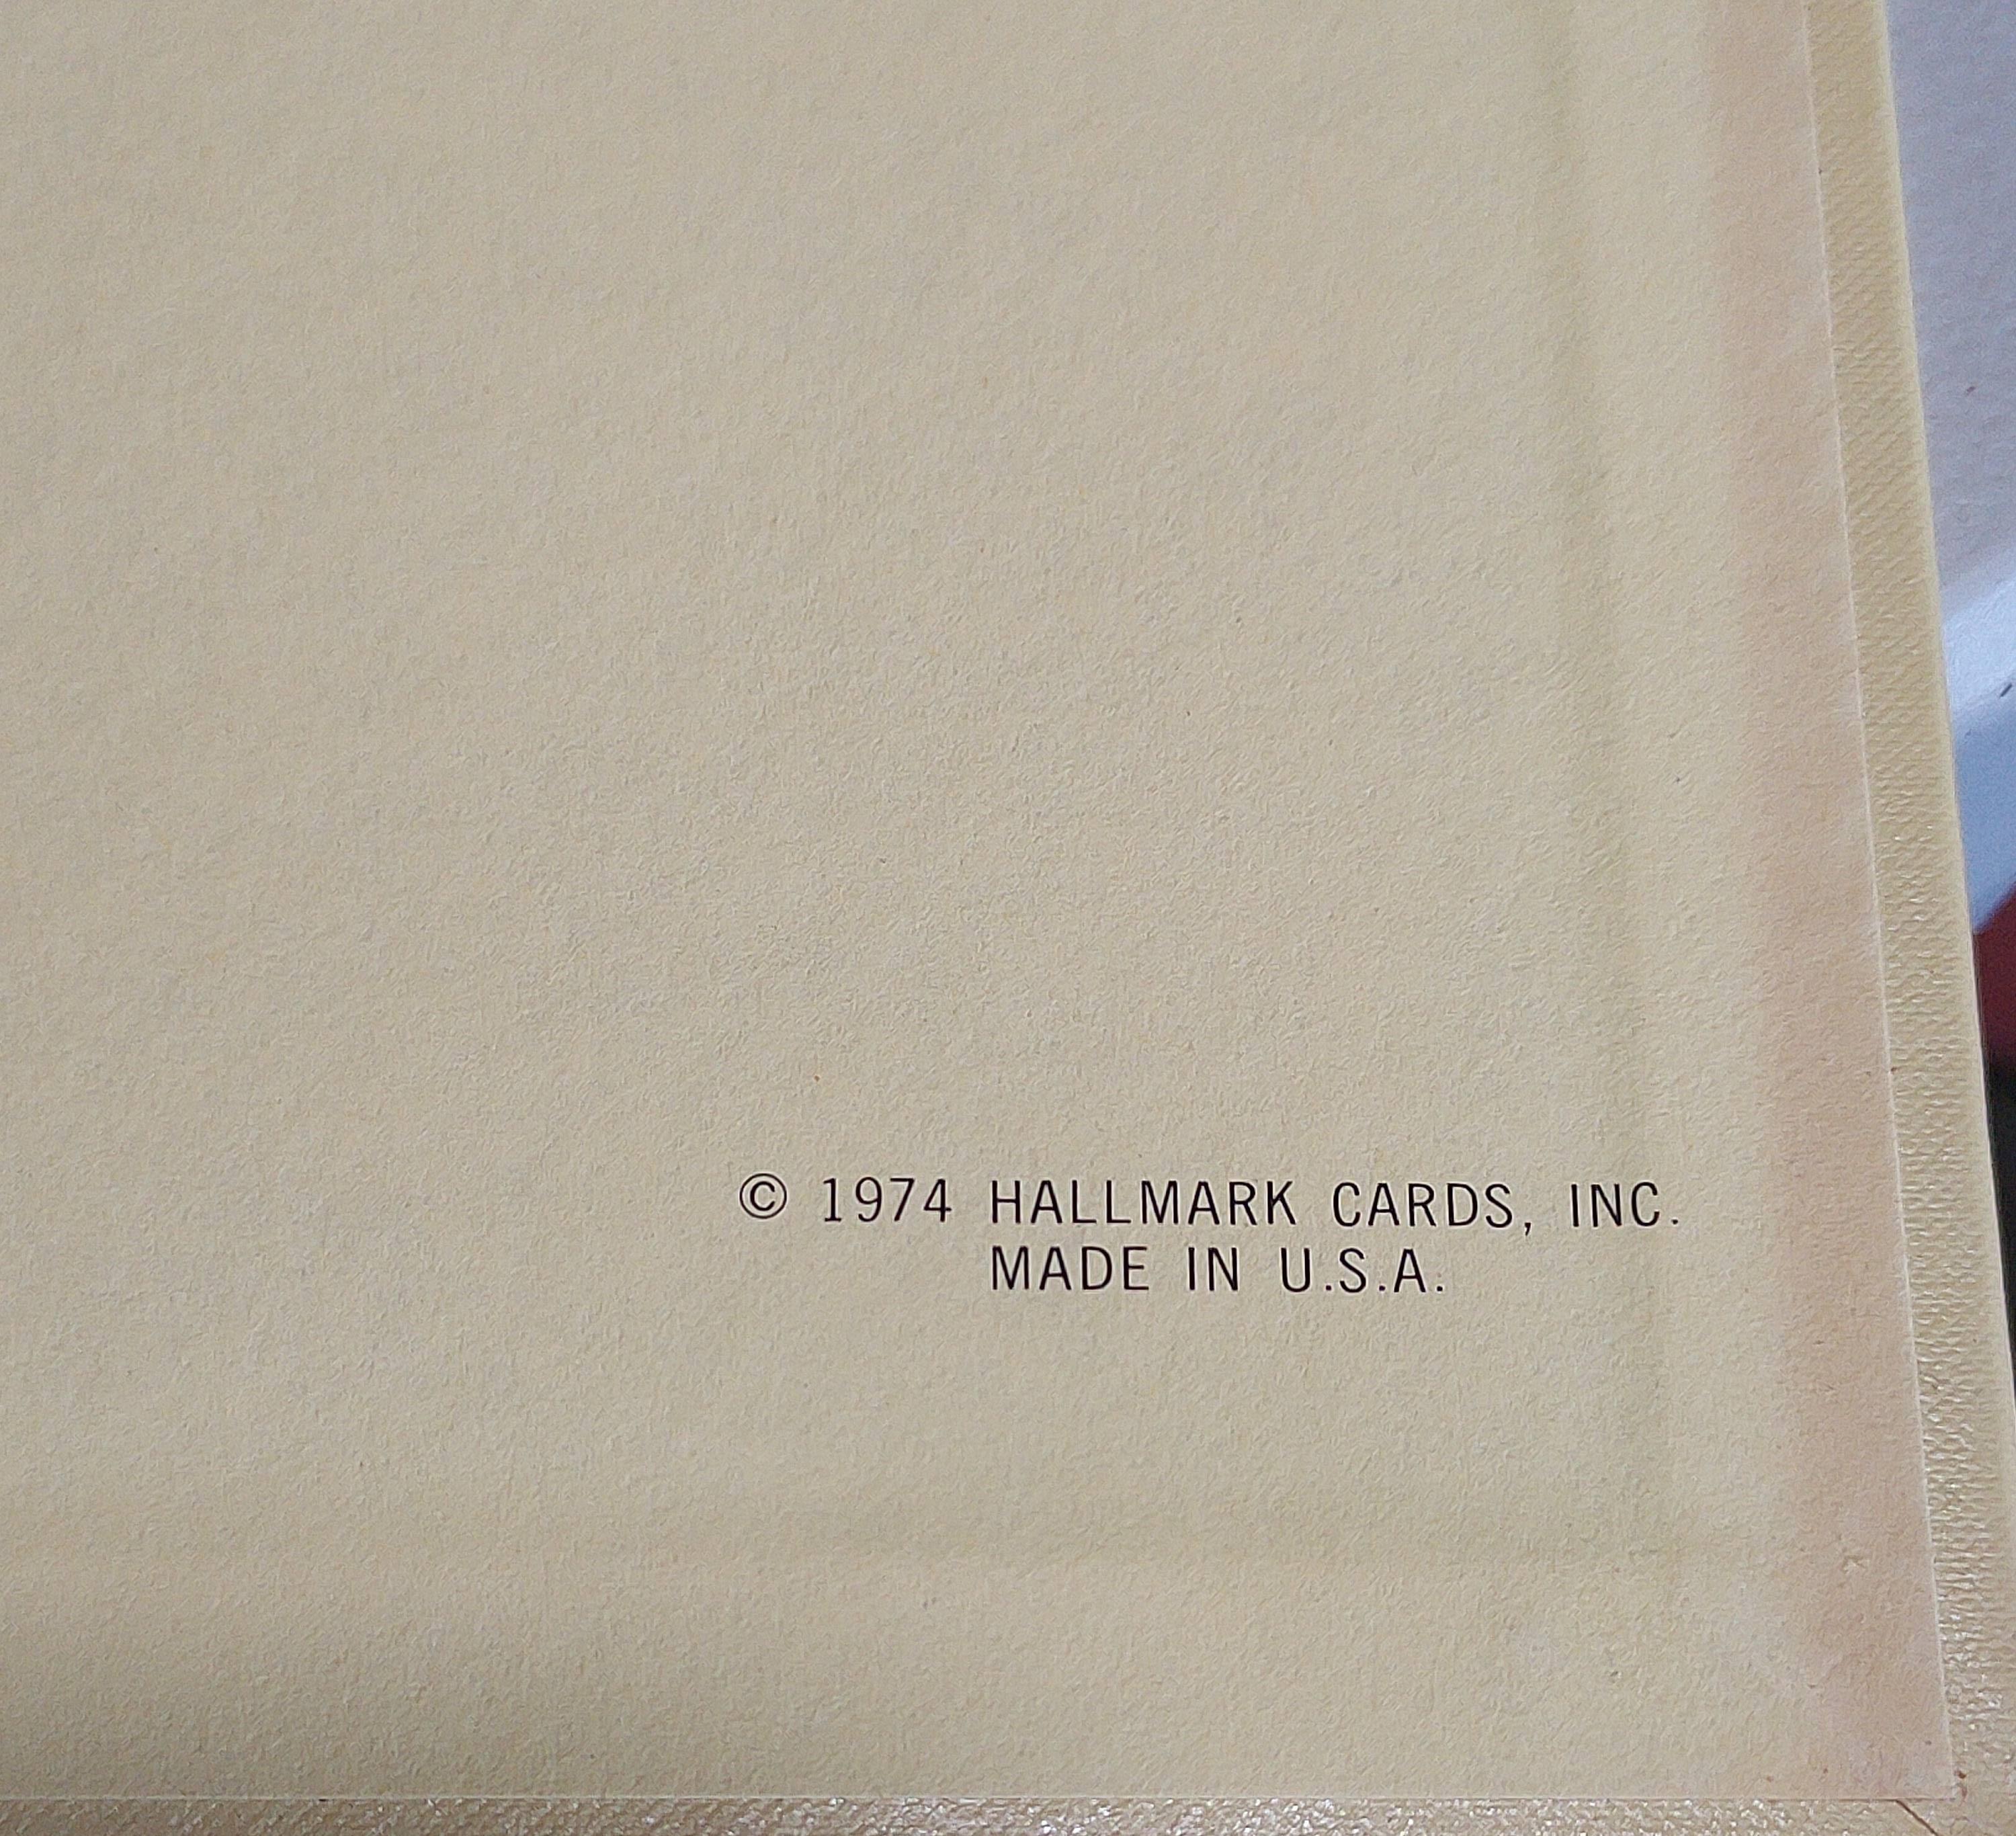 © 1974 HALLMARK CARDS, INC.
MADE IN U.S.A.